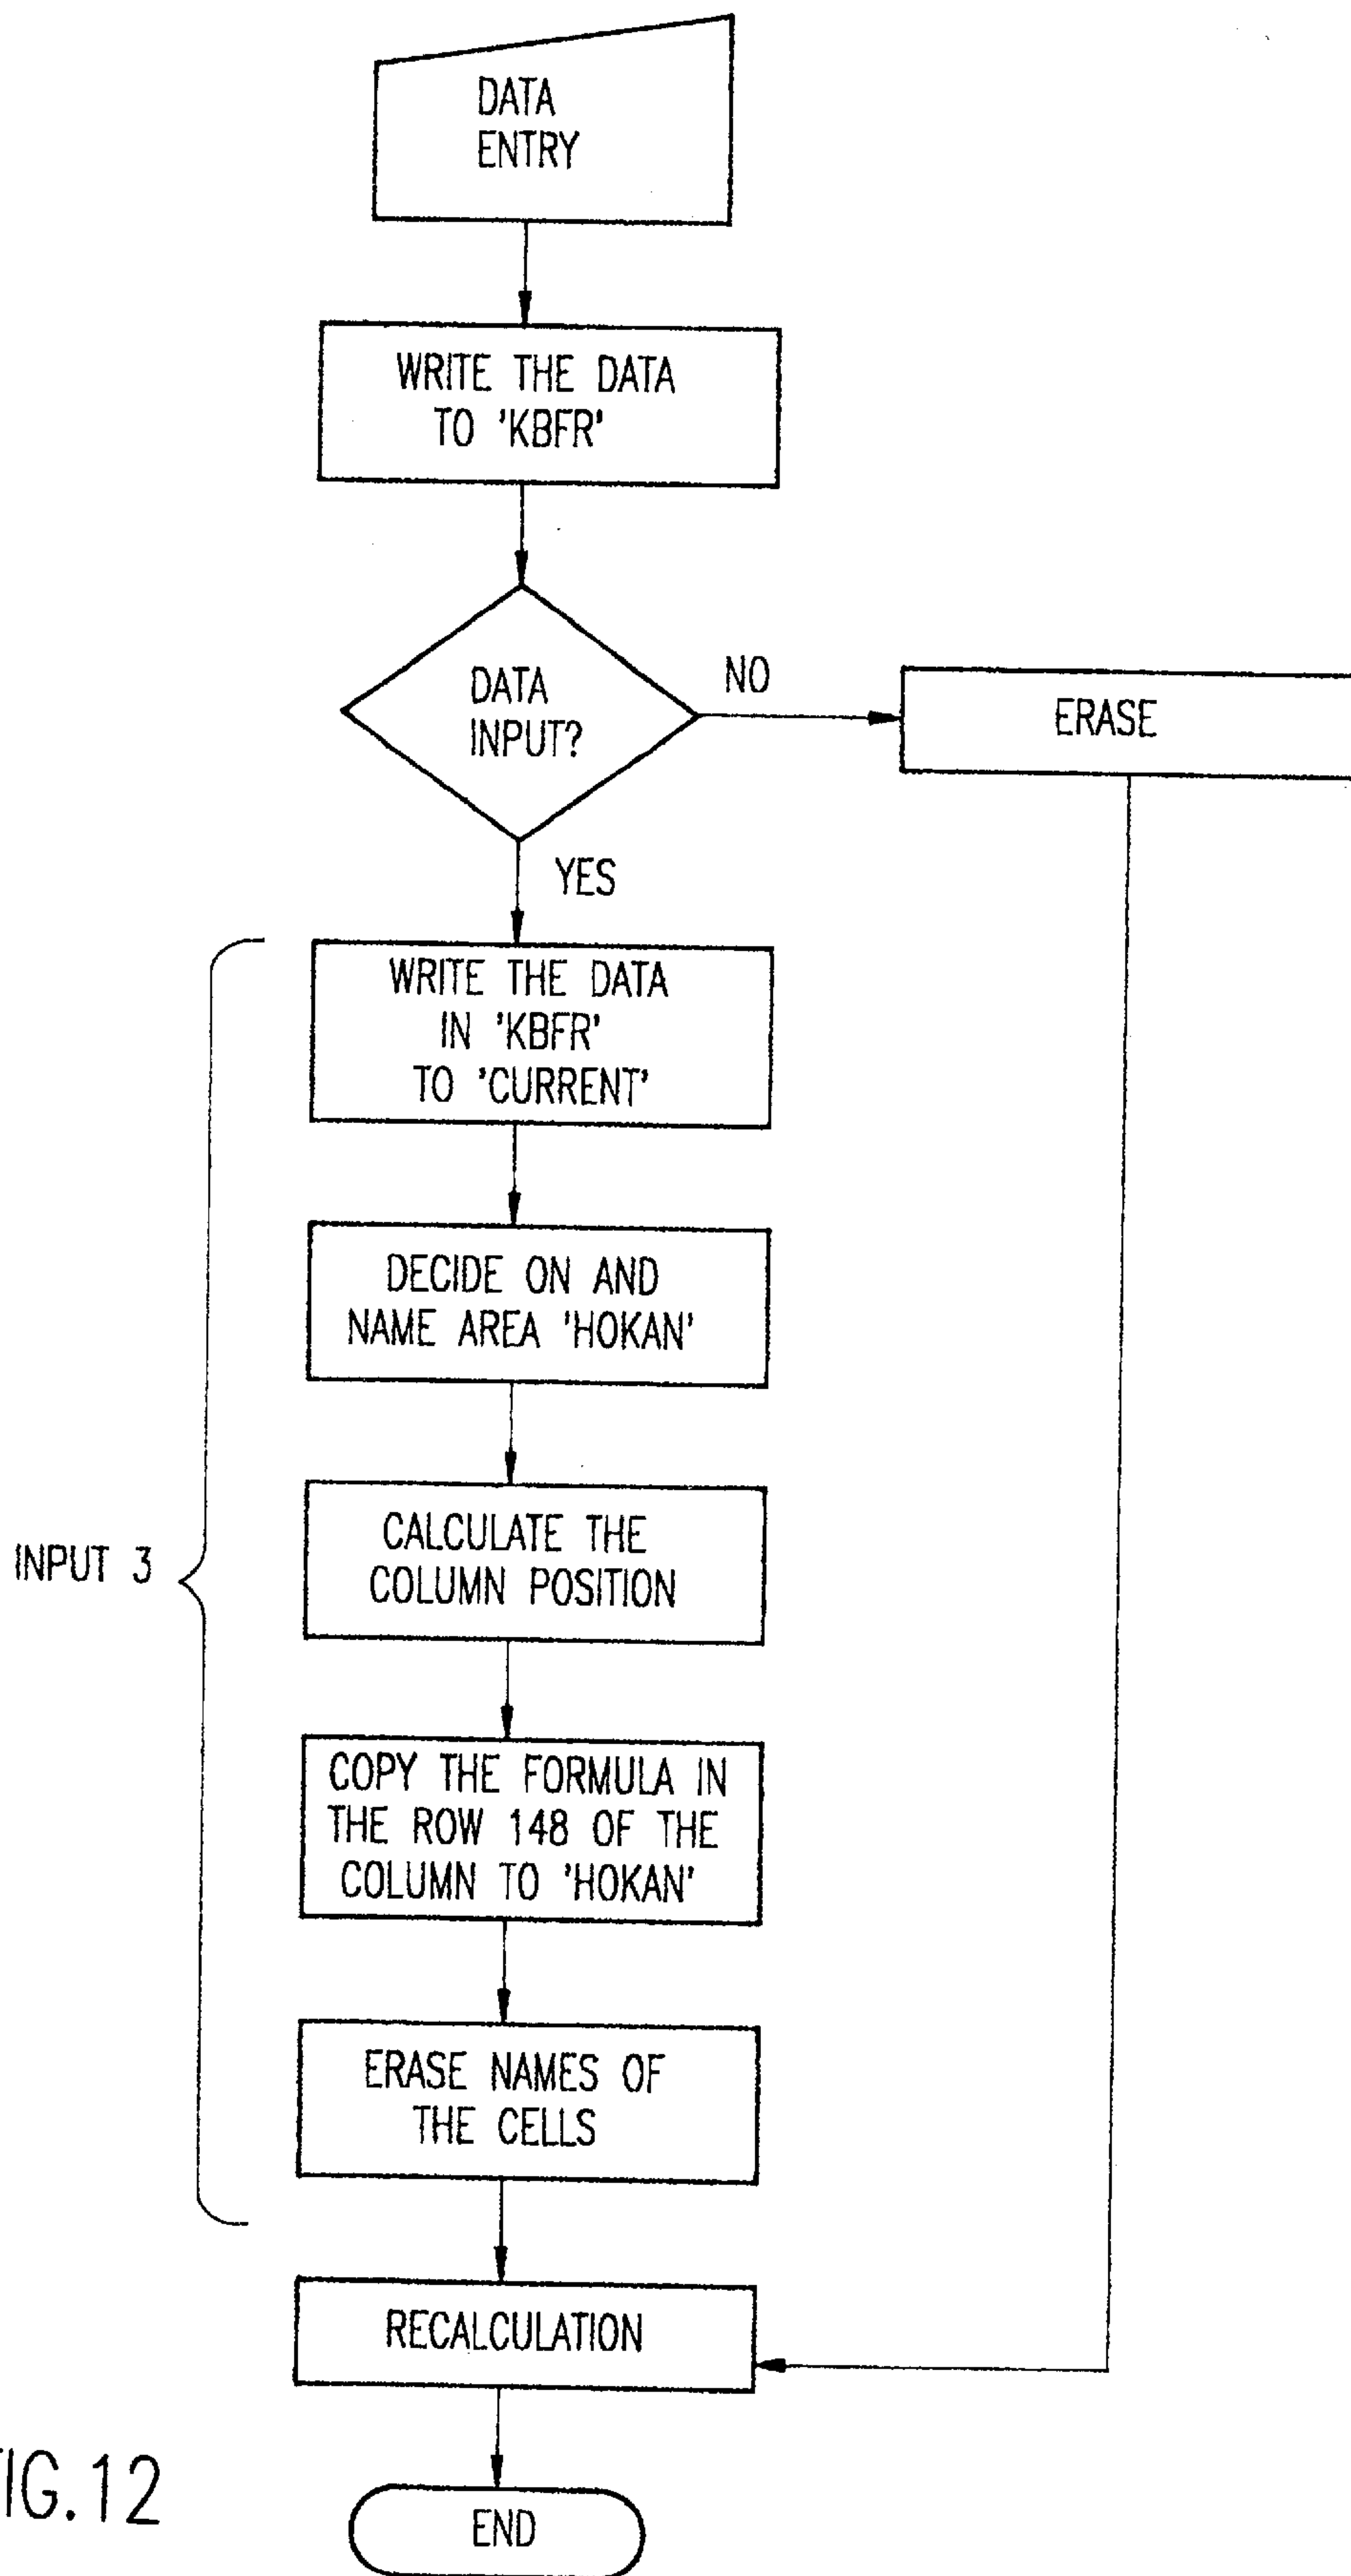 DATA
ENTRY
WRITE THE DATA
TO 'KBFR'
DATA
INPUT?
NO
ERASE
YES
WRITE THE DATA
IN 'KBFR'
TO 'CURRENT'
DECIDE ON AND
NAME AREA 'HOKAN'
INPUT 3
CALCULATE THE
COLUMN POSITION
COPY THE FORMULA IN
THE ROW 148 OF THE
COLUMN TO 'HOKAN'
ERASE NAMES OF
THE CELLS
RECALCULATION
END
FIG.12